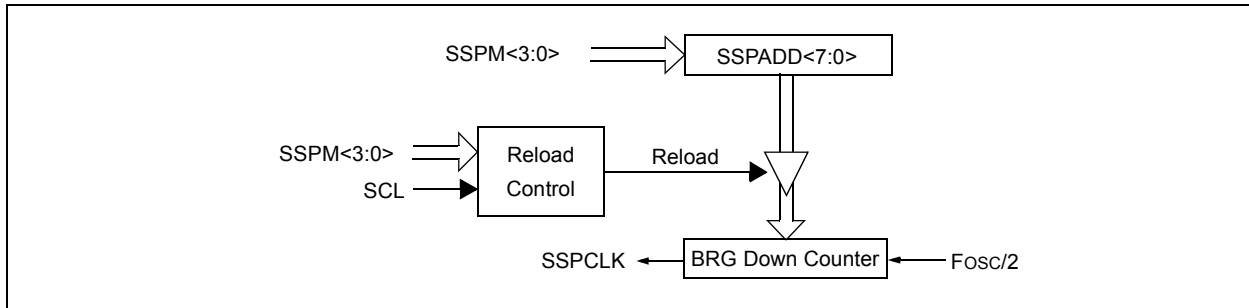 SSPM<3:0>
SSPADD<7:0>
SSPM<3:0>
SCL
Reload
Control
Reload
SSPCLK
BRG Down Counter
FOSC/2